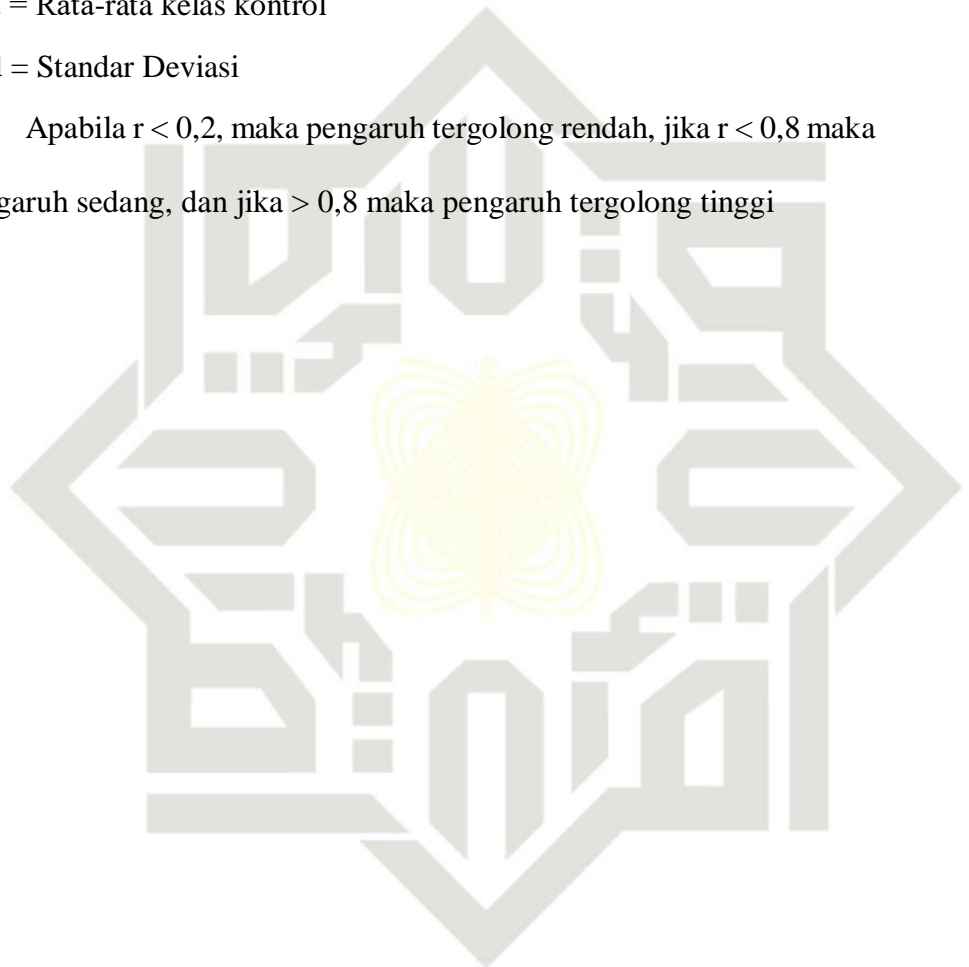 = Rata-rata kelas kontrol
= Standar Deviasi
Apabila r < 0,2, maka pengaruh tergolong rendah, jika r < 0,8 maka
garuh sedang, dan jika > 0,8 maka pengaruh tergolong tinggi